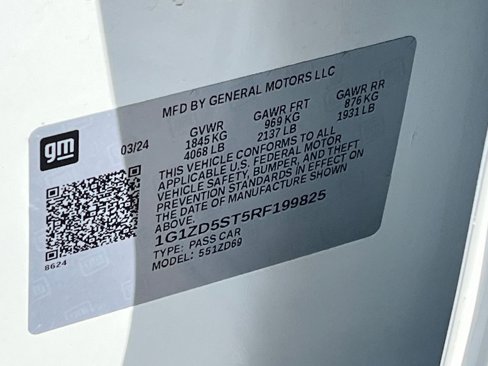 MFD BY GENERAL MOTORS LLC
gm
03/24
GVWR GAWR FRT GAWR RR
1845 KG 969 KG 876 KG
4068 LB 2137 LB 1931 LB
THIS VEHICLE CONFORMS TO ALL
APPLICABLE U.S. FEDERAL MOTOR
VEHICLE SAFETY, BUMPER, AND THEFT
PREVENTION STANDARDS IN EFFECT ON
THE DATE OF MANUFACTURE SHOWN
ABOVE.
1G1ZD5ST5RF199825
TYPE: PASS CAR
MODEL: 551ZD69
8624